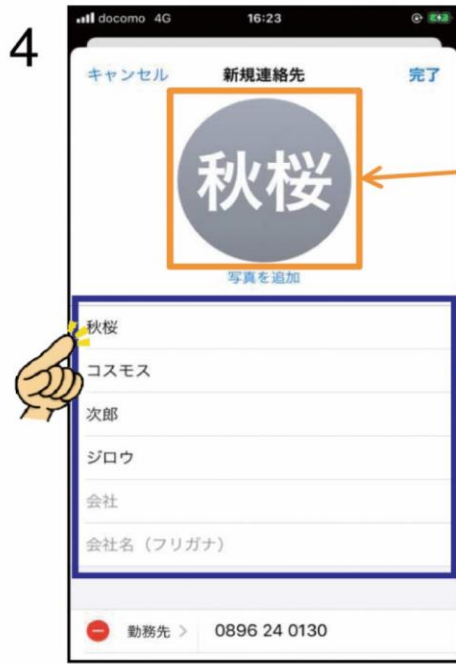 4
docomo 4G 16:23
キャンセル 新規連絡先 完了
秋桜
写真を追加
秋桜
コスモス
次郎
ジロウ
会社
会社名（フリガナ）
勤務先 > 0896 24 0130